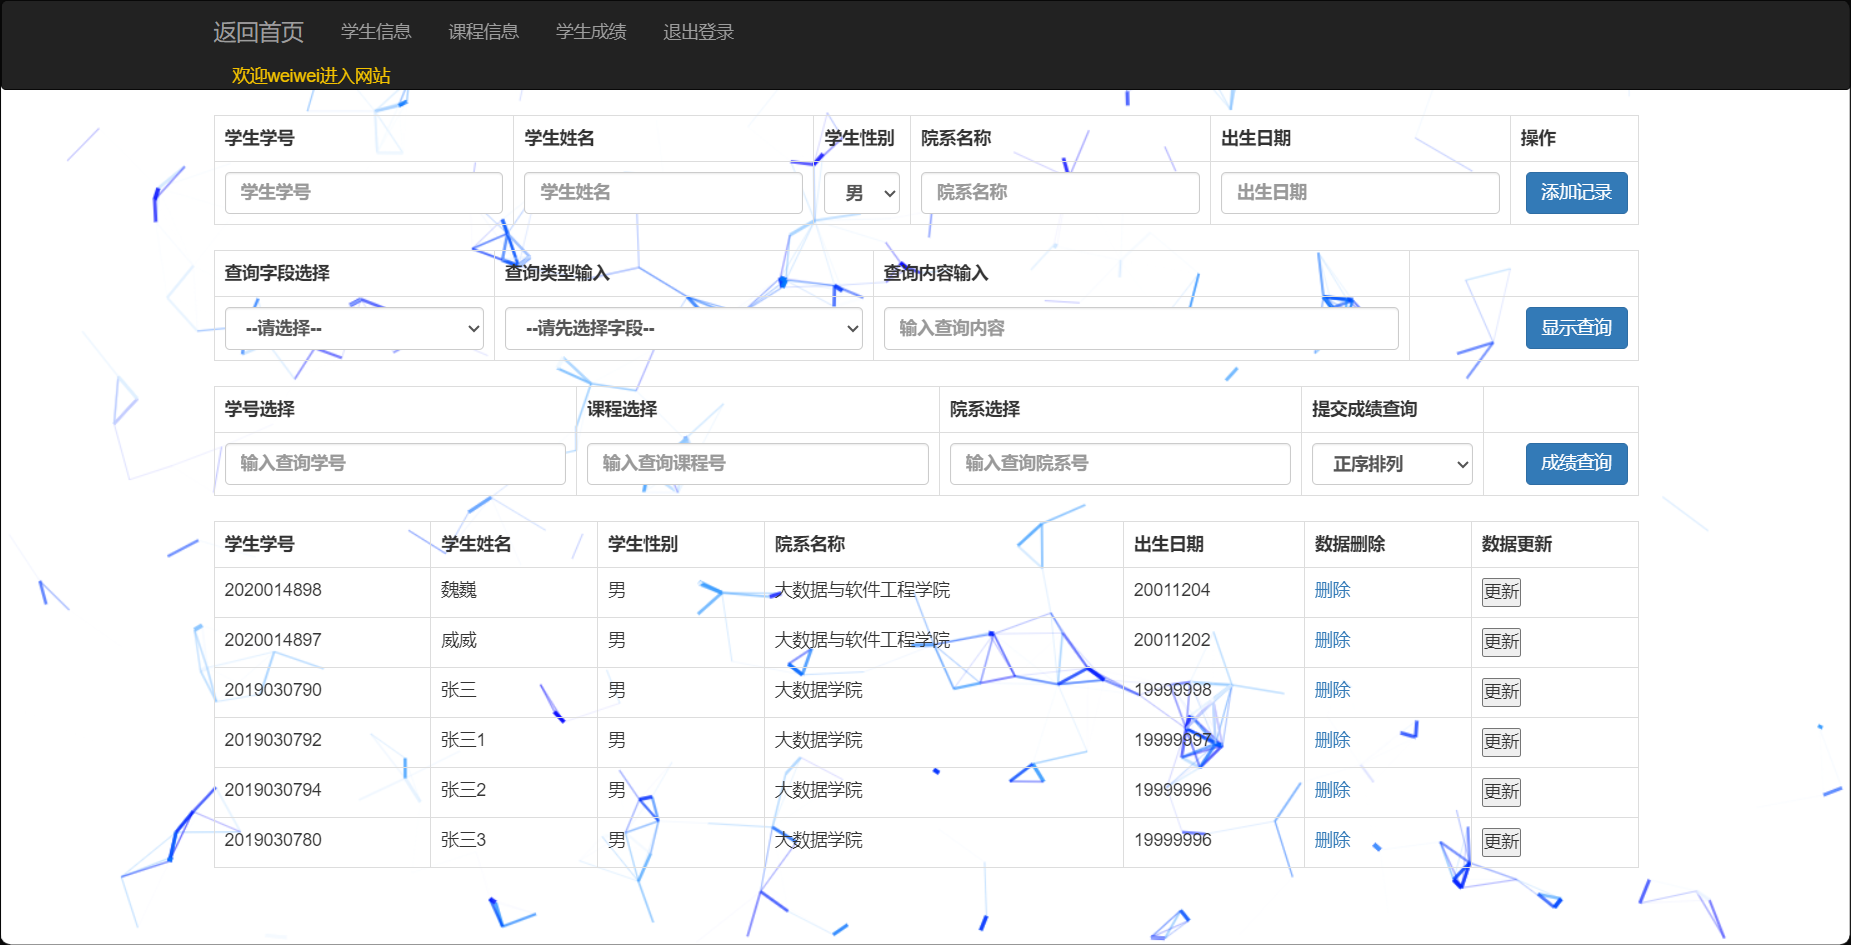 返回首页 学生信息 课程信息 学生成绩 退出登录
欢迎weiwei进入网站
学生学号 学生姓名 学生性别 院系名称 出生日期 操作
学生学号 学生姓名 男 院系名称 出生日期 添加记录
查询字段选择 查询类型输入 查询内容输入
--请选择-- --请先选择字段-- 输入查询内容 显示查询
学号选择 课程选择 院系选择 提交成绩查询
输入查询学号 输入查询课程号 输入查询院系号 正序排列 成绩查询
学生学号 学生姓名 学生性别 院系名称 出生日期 数据删除 数据更新
2020014898 魏巍 男 大数据与软件工程学院 20011204 删除 更新
2020014897 威威 男 大数据与软件工程学院 20011202 删除 更新
2019030790 张三 男 大数据学院 19999998 删除 更新
2019030792 张三1 男 大数据学院 19999997 删除 更新
2019030794 张三2 男 大数据学院 19999996 删除 更新
2019030780 张三3 男 大数据学院 19999996 删除 更新